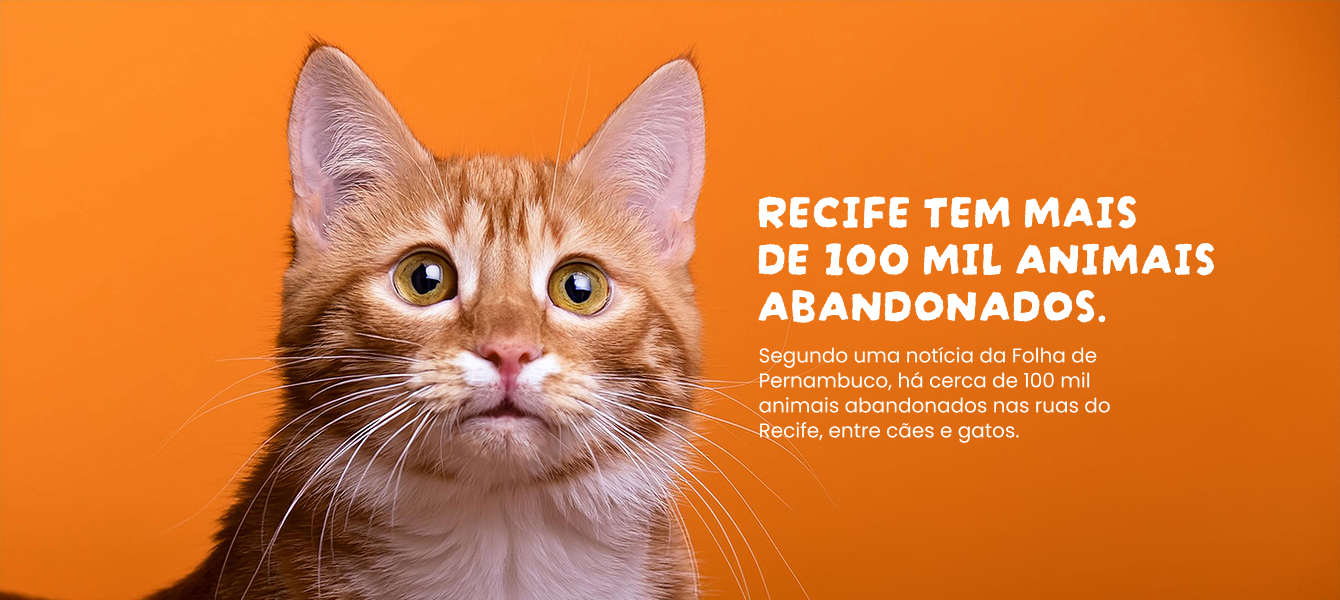 RECIFE TEM MAIS
DE 100 MIL ANIMAIS
ABANDONADOS.
Segundo uma notícia da Folha de
Pernambuco, há cerca de 100 mil
animais abandonados nas ruas do
Recife, entre cães e gatos.